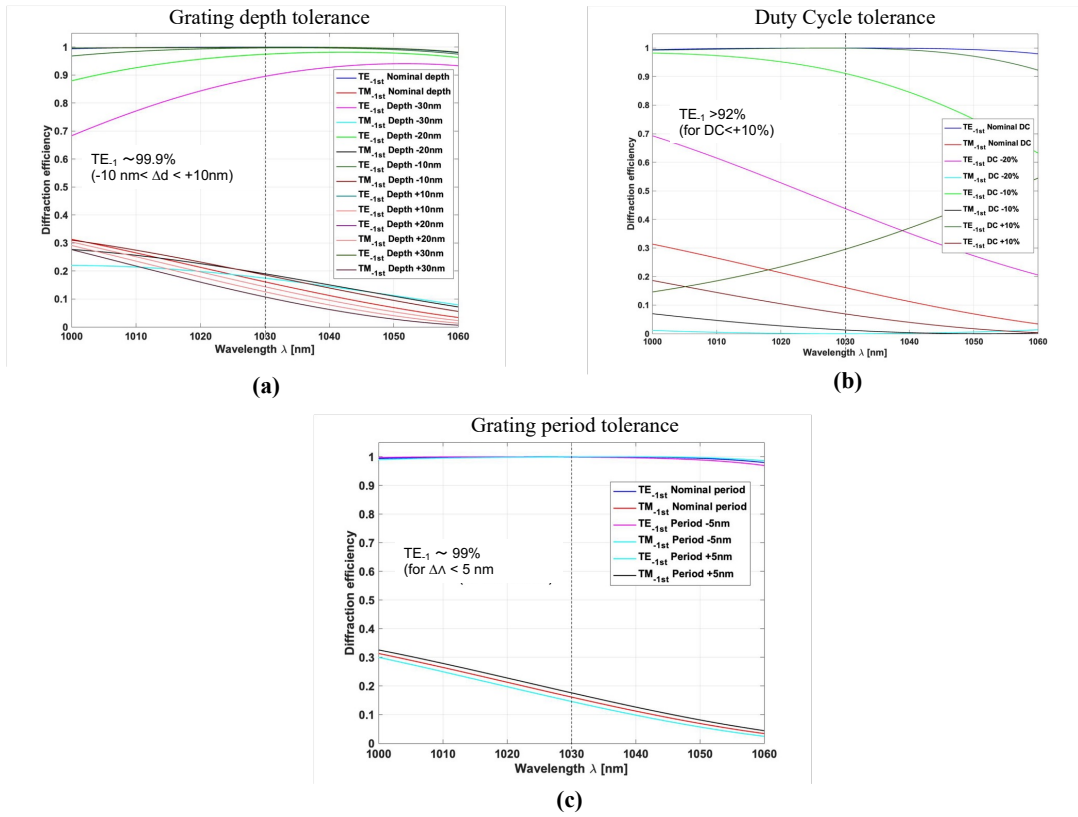 Grating depth tolerance
Diffraction efficiency
1
0.9
0.8
0.7
0.6
0.5
0.4
0.3
0.2
0.1
0
TE-1st Nominal depth
TM-1st Nominal depth
TE-1st Depth -30nm
TM-1st Depth -30nm
TE-1st Depth -20nm
TM-1st Depth -20nm
TE-1st Depth -10nm
TM-1st Depth -10nm
TE-1st Depth +10nm
TM-1st Depth +10nm
TE-1st Depth +20nm
TM-1st Depth +20nm
TE-1st Depth +30nm
TM-1st Depth +30nm
TE-1 ～99.9%
(-10 nm< Δd < +10nm)
1000 1010 1020 1030 1040 1050 1060
Wavelength λ [nm]
(a)
Duty Cycle tolerance
Diffraction efficiency
1
0.9
0.8
0.7
0.6
0.5
0.4
0.3
0.2
0.1
0
TE-1 >92%
(for DC<+10%)
TE-1st Nominal DC
TM-1st Nominal DC
TE-1st DC -20%
TM-1st DC -20%
TE-1st DC -10%
TM-1st DC -10%
TE-1st DC +10%
TE-1st DC +10%
1000 1010 1020 1030 1040 1050 1060
Wavelength λ [nm]
(b)
Grating period tolerance
Diffraction efficiency
1
0.9
0.8
0.7
0.6
0.5
0.4
0.3
0.2
0.1
0
TE-1st Nominal period
TM-1st Nominal period
TE-1st Period -5nm
TM-1st Period -5nm
TE-1st Period +5nm
TM-1st Period +5nm
TE-1 ～ 99%
(for ΔΛ < 5 nm
1000 1010 1020 1030 1040 1050 1060
Wavelength λ [nm]
(c)